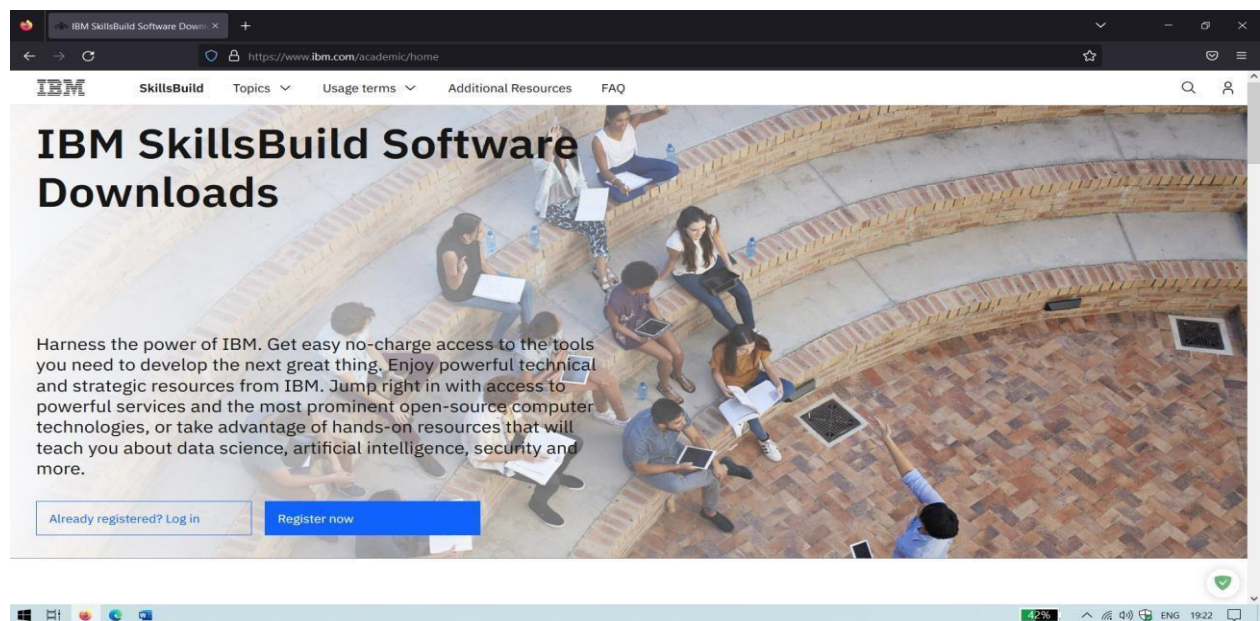 IBM SkillsBuild Software Downl
https://www.ibm.com/academic/home
IBM SkillsBuild Topics Usage terms Additional Resources FAQ
IBM SkillsBuild Software
Downloads
Harness the power of IBM. Get easy no-charge access to the tools
you need to develop the next great thing. Enjoy powerful technical
and strategic resources from IBM. Jump right in with access to
powerful services and the most prominent open-source computer
technologies, or take advantage of hands-on resources that will
teach you about data science, artificial intelligence, security and
more.
Already registered? Log in Register now
42% ENG 19:22